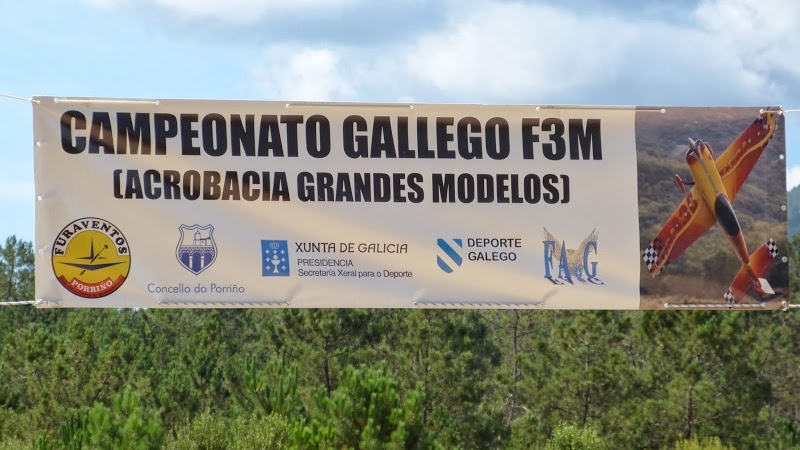 CAMPEONATO GALLEGO F3M
(ACROBACIA GRANDES MODELOS)
FURAVENTOS
PORRIÑO
Concello do Porriño
XUNTA DE GALICIA
PRESIDENCIA
Secretaría Xeral para o Deporte
DEPORTE
GALEGO
FAG